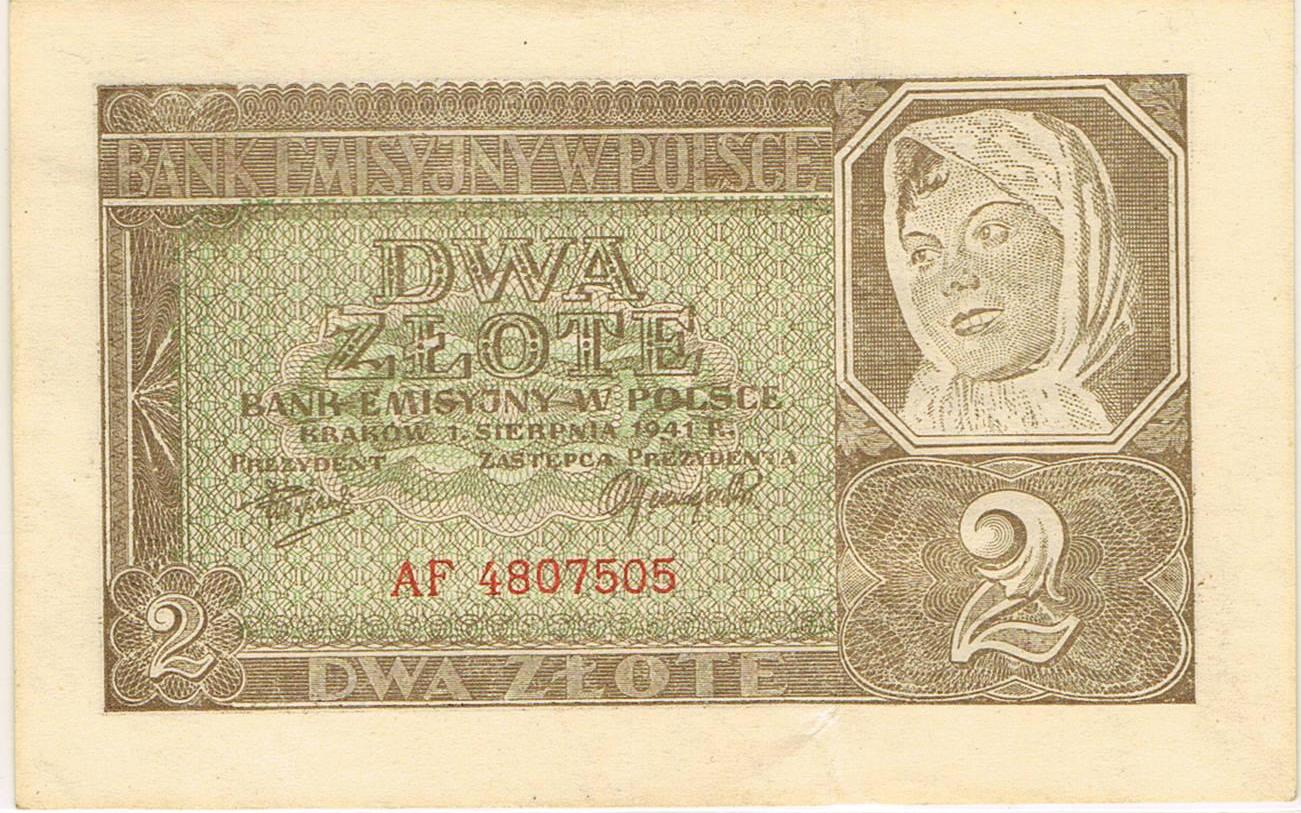 BANK EMISYJNY W POLSCE
DWA
ZŁOTE
BANK EMISYJNY W POLSCE
KRAKÓW 1. SIERPNIA 1941 R.
PREZYDENT ZASTĘPCA PREZYDENTA
AF 4807505
2
2
DWA ZŁOTE